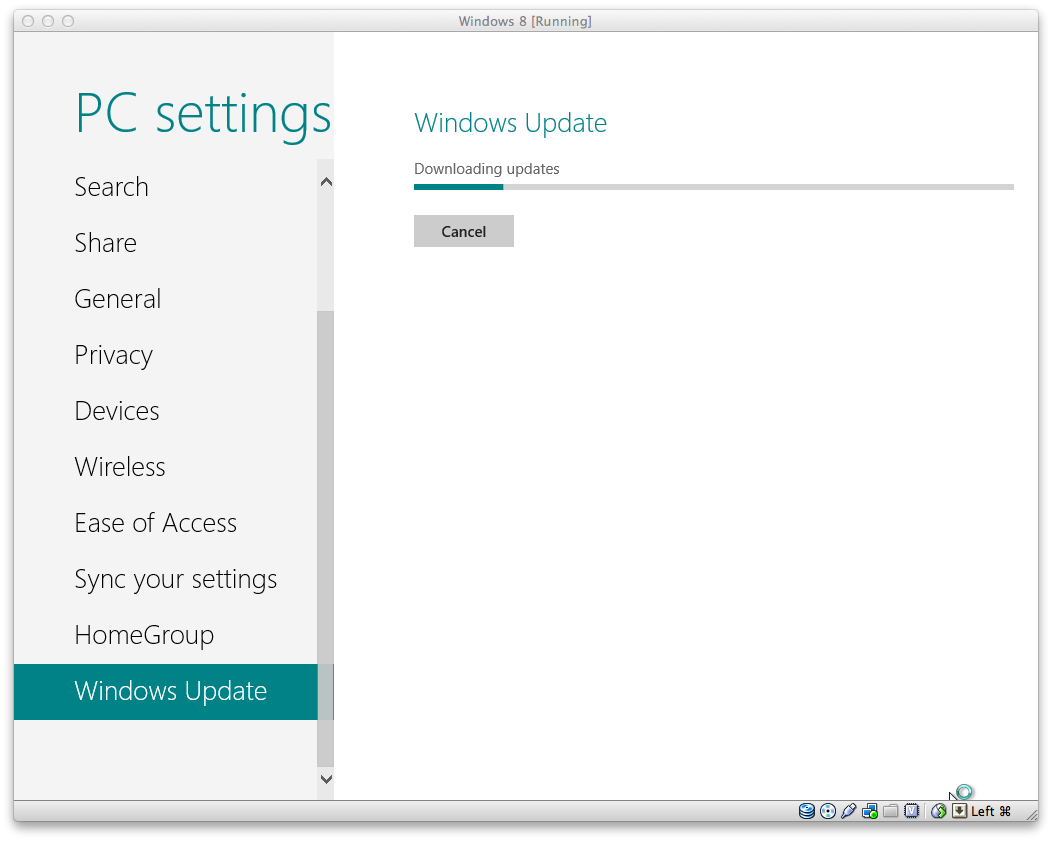 Windows 8 [Running]
PC settings
Search
Share
General
Privacy
Devices
Wireless
Ease of Access
Sync your settings
HomeGroup
Windows Update
Windows Update
Downloading updates
Cancel
Left ⌘